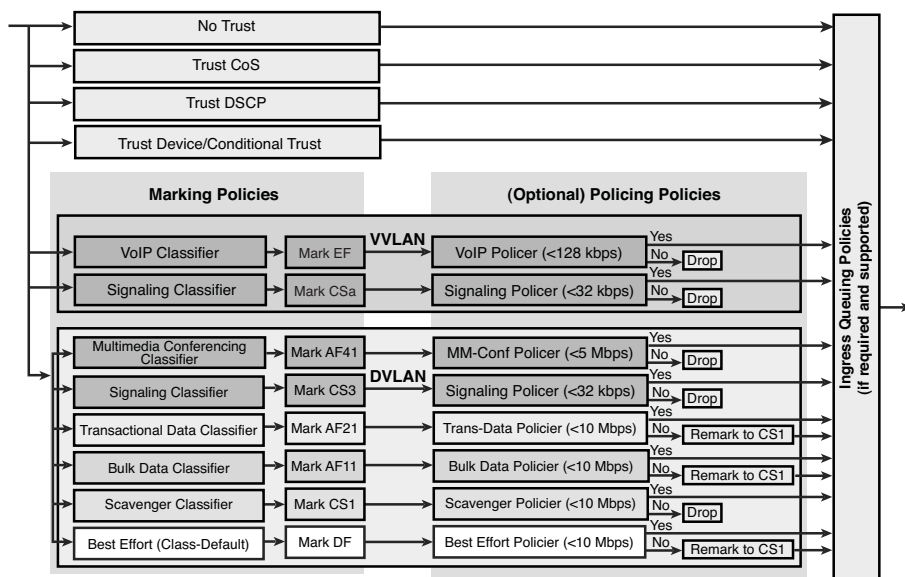 No Trust
Trust CoS
Trust DSCP
Trust Device/Conditional Trust
Marking Policies
(Optional) Policing Policies
VVLAN
VoIP Classifier
Mark EF
VoIP Policer (<128 kbps)
Yes
No
Drop
Signaling Classifier
Mark CSa
Signaling Policer (<32 kbps)
Yes
No
Drop
DVLAN
Multimedia Conferencing
Classifier
Mark AF41
MM-Conf Policer (<5 Mbps)
Yes
No
Drop
Signaling Classifier
Mark CS3
Signaling Policer (<32 kbps)
Yes
No
Drop
Transactional Data Classifier
Mark AF21
Trans-Data Policier (<10 Mbps)
Yes
No
Remark to CS1
Bulk Data Classifier
Mark AF11
Bulk Data Policier (<10 Mbps)
Yes
No
Remark to CS1
Scavenger Classifier
Mark CS1
Scavenger Policier (<10 Mbps)
Yes
No
Drop
Best Effort (Class-Default)
Mark DF
Best Effort Policier (<10 Mbps)
Yes
No
Remark to CS1
Ingress Queuing Policies
(if required and supported)